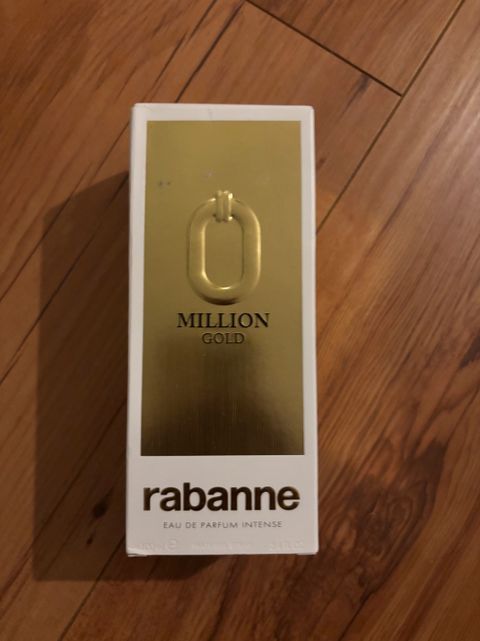 MILLION
GOLD
rabanne
EAU DE PARFUM INTENSE